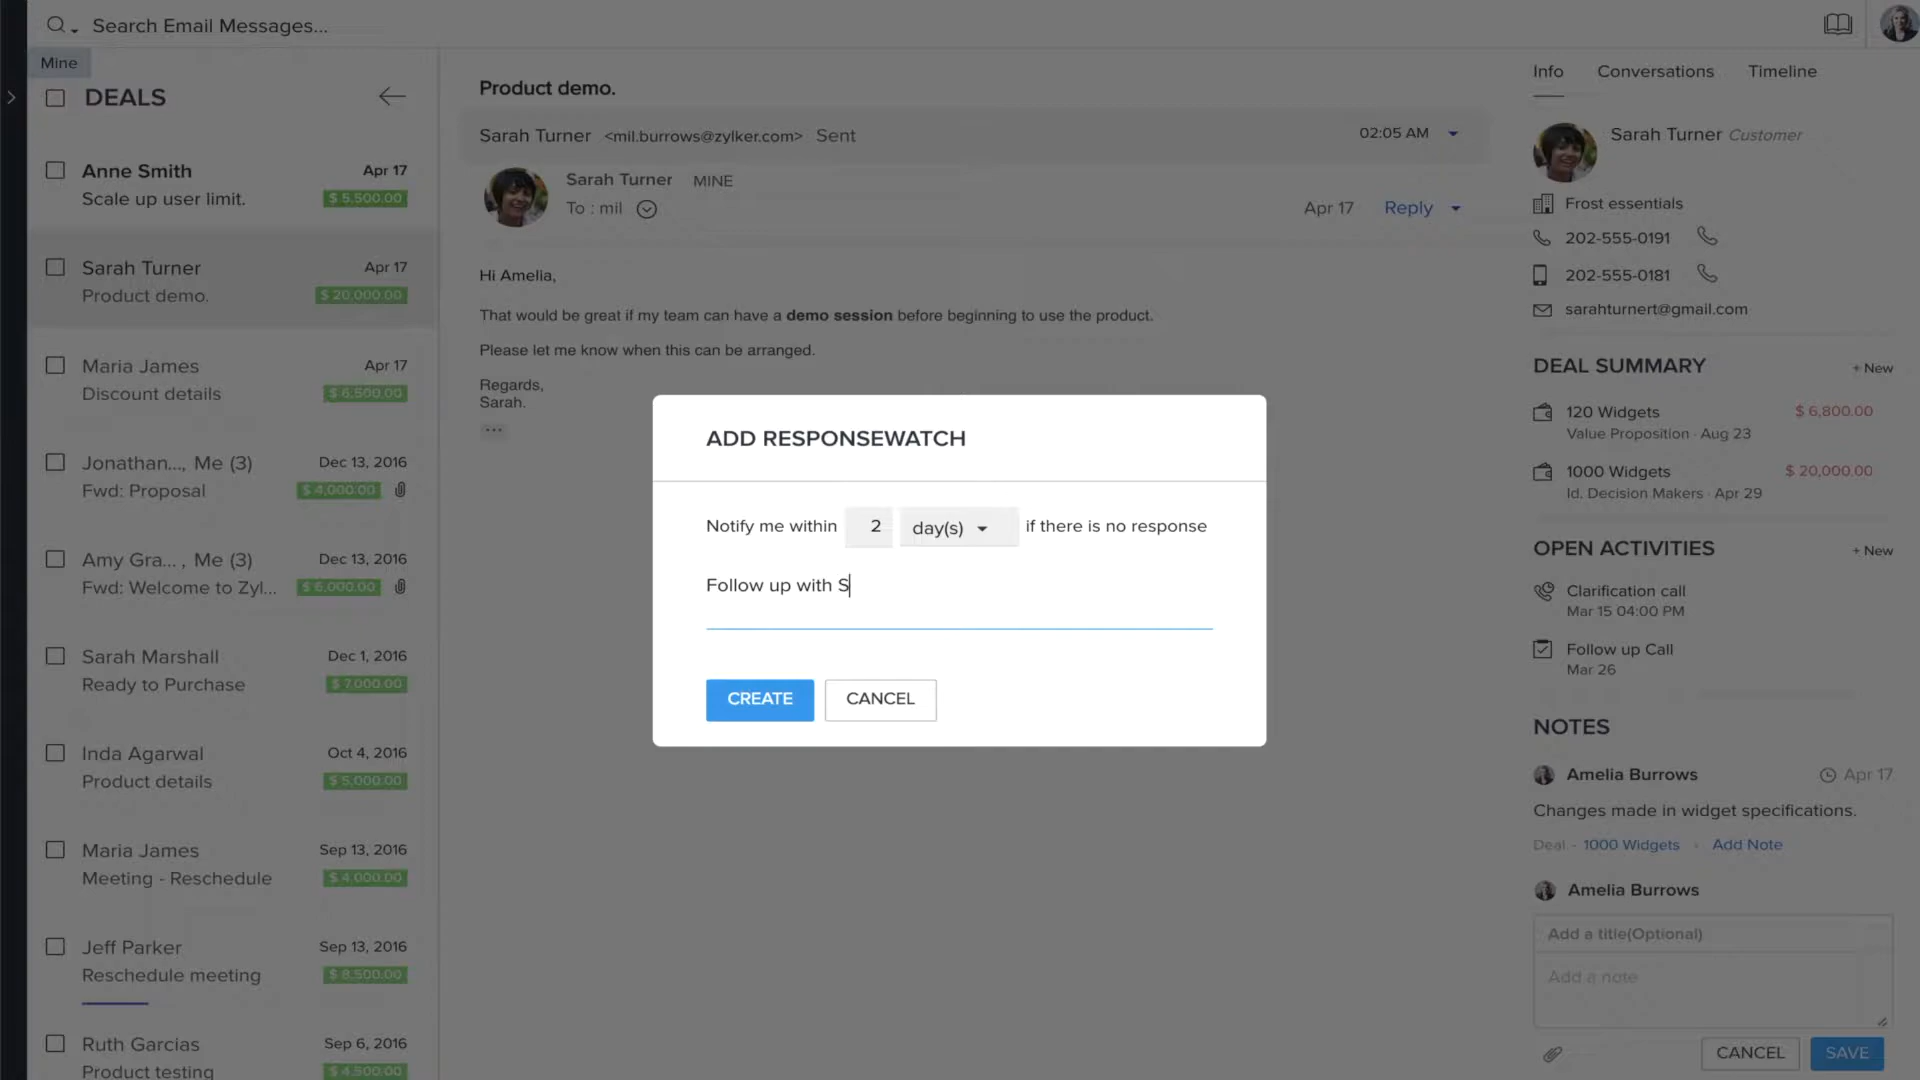 Search Email Messages...
Mine
DEALS
Anne Smith Apr 17
Scale up user limit. $ 5,500.00
Sarah Turner Apr 17
Product demo. $ 20,000.00
Maria James Apr 17
Discount details $ 6,500.00
Jonathan..., Me (3) Dec 13, 2016
Fwd: Proposal $ 4,000.00
Amy Gra... , Me (3) Dec 13, 2016
Fwd: Welcome to Zyl... $ 6,000.00
Sarah Marshall Dec 1, 2016
Ready to Purchase $ 7,000.00
Inda Agarwal Oct 4, 2016
Product details $ 5,000.00
Maria James Sep 13, 2016
Meeting - Reschedule $ 4,000.00
Jeff Parker Sep 13, 2016
Reschedule meeting $ 8,500.00
Ruth Garcias Sep 6, 2016
Product testing $ 4,500.00
Product demo.
Sarah Turner <mil.burrows@zylker.com> Sent 02:05 AM
Sarah Turner MINE
To : mil Apr 17 Reply
Hi Amelia,
That would be great if my team can have a demo session before beginning to use the product.
Please let me know when this can be arranged.
Regards,
Sarah.
...
ADD RESPONSEWATCH
Notify me within 2 day(s) if there is no response
Follow up with S
CREATE CANCEL
Info Conversations Timeline
Sarah Turner Customer
Frost essentials
202-555-0191
202-555-0181
sarahturnert@gmail.com
DEAL SUMMARY + New
120 Widgets $ 6,800.00
Value Proposition · Aug 23
1000 Widgets $ 20,000.00
Id. Decision Makers · Apr 29
OPEN ACTIVITIES + New
Clarification call
Mar 15 04:00 PM
Follow up Call
Mar 26
NOTES
Amelia Burrows Apr 17
Changes made in widget specifications.
Deal - 1000 Widgets • Add Note
Amelia Burrows
Add a title(Optional)
Add a note
CANCEL SAVE